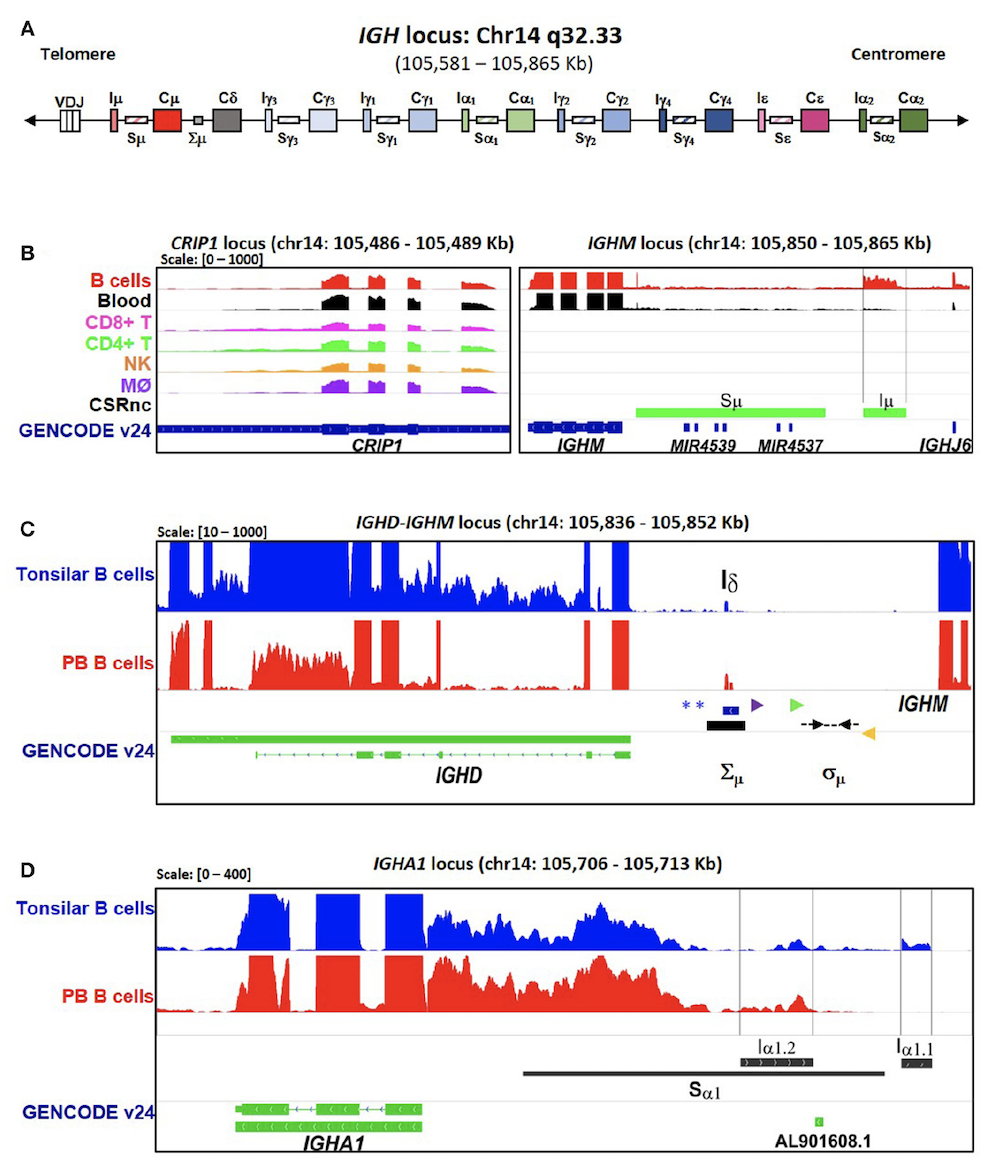 A
IGH locus: Chr14 q32.33
(105,581 – 105,865 Kb)
Telomere
Centromere
VDJ Iμ Cμ Cδ Iγ3 Cγ3 Iγ1 Cγ1 Iα1 Cα1 Iγ2 Cγ2 Iγ4 Cγ4 Iε Cε Iα2 Cα2
Sμ Σμ Sγ3 Sγ1 Sα1 Sγ2 Sγ4 Sε Sα2
B
CRIP1 locus (chr14: 105,486 - 105,489 Kb)
IGHM locus (chr14: 105,850 - 105,865 Kb)
Scale: [0 – 1000]
B cells
Blood
CD8+ T
CD4+ T
NK
MØ
CSRnc
Sμ
Iμ
GENCODE v24
CRIP1
IGHM
MIR4539
MIR4537
IGHJ6
C
IGHD-IGHM locus (chr14: 105,836 - 105,852 Kb)
Scale: [10 – 1000]
Tonsilar B cells
Iδ
PB B cells
**
IGHM
GENCODE v24
IGHD
Σμ
σμ
D
IGHA1 locus (chr14: 105,706 - 105,713 Kb)
Scale: [0 – 400]
Tonsilar B cells
PB B cells
Iα1.2
Iα1.1
Sα1
GENCODE v24
IGHA1
AL901608.1